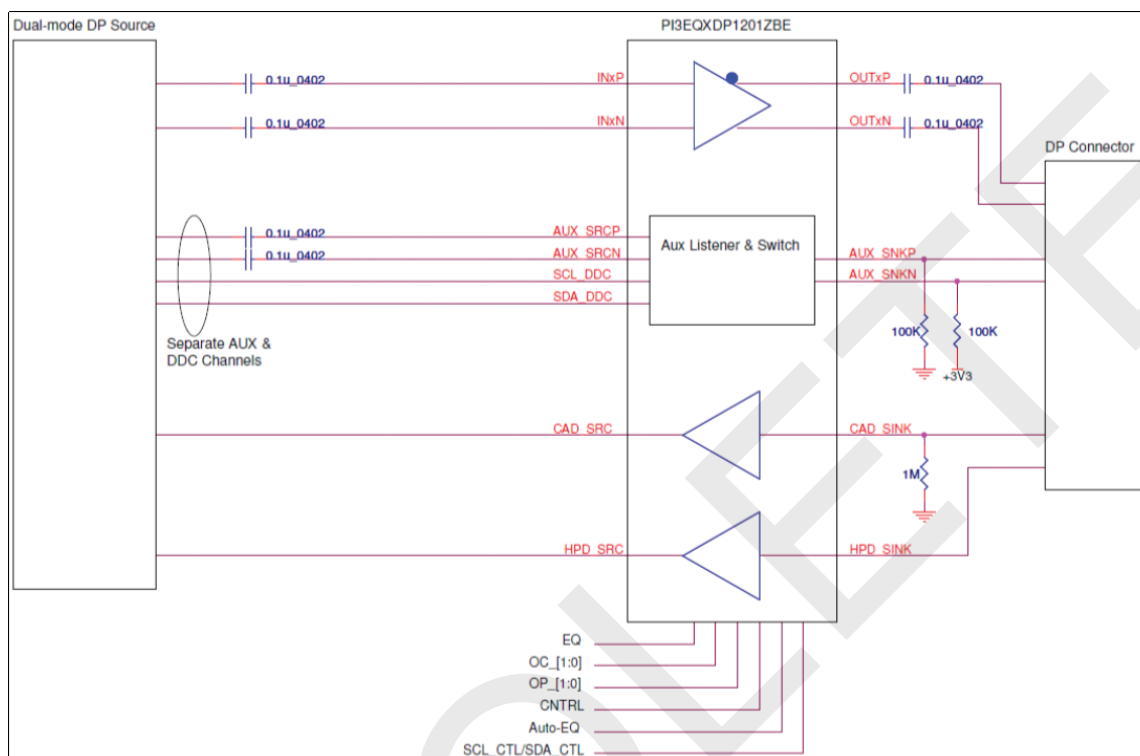 Dual-mode DP Source
PI3EQXDP1201ZBE
0.1u_0402
INxP
OUTxP
0.1u_0402
0.1u_0402
INxN
OUTxN
0.1u_0402
DP Connector
0.1u_0402
AUX_SRCP
Aux Listener & Switch
0.1u_0402
AUX_SRCN
AUX_SNKP
SCL_DDC
AUX_SNKN
SDA_DDC
Separate AUX &
DDC Channels
100K
100K
+3V3
CAD_SRC
CAD_SINK
1M
HPD_SRC
HPD_SINK
EQ
OC_[1:0]
OP_[1:0]
CNTRL
Auto-EQ
SCL_CTL/SDA_CTL